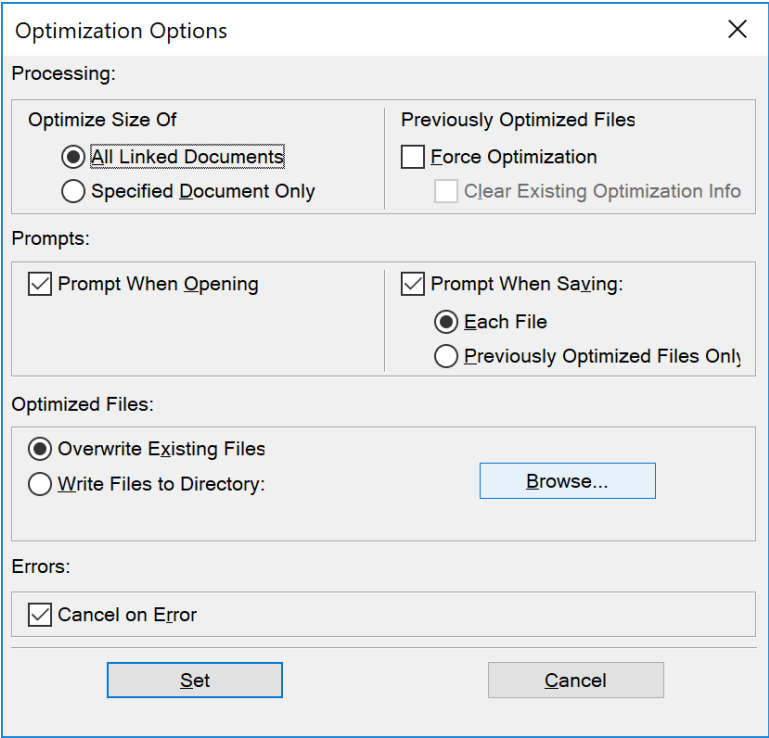 Optimization Options
Processing:
Optimize Size Of
All Linked Documents
Specified Document Only
Previously Optimized Files
Force Optimization
Clear Existing Optimization Info
Prompts:
Prompt When Opening
Prompt When Saving:
Each File
Previously Optimized Files Only
Optimized Files:
Overwrite Existing Files
Write Files to Directory:
Browse...
Errors:
Cancel on Error
Set
Cancel